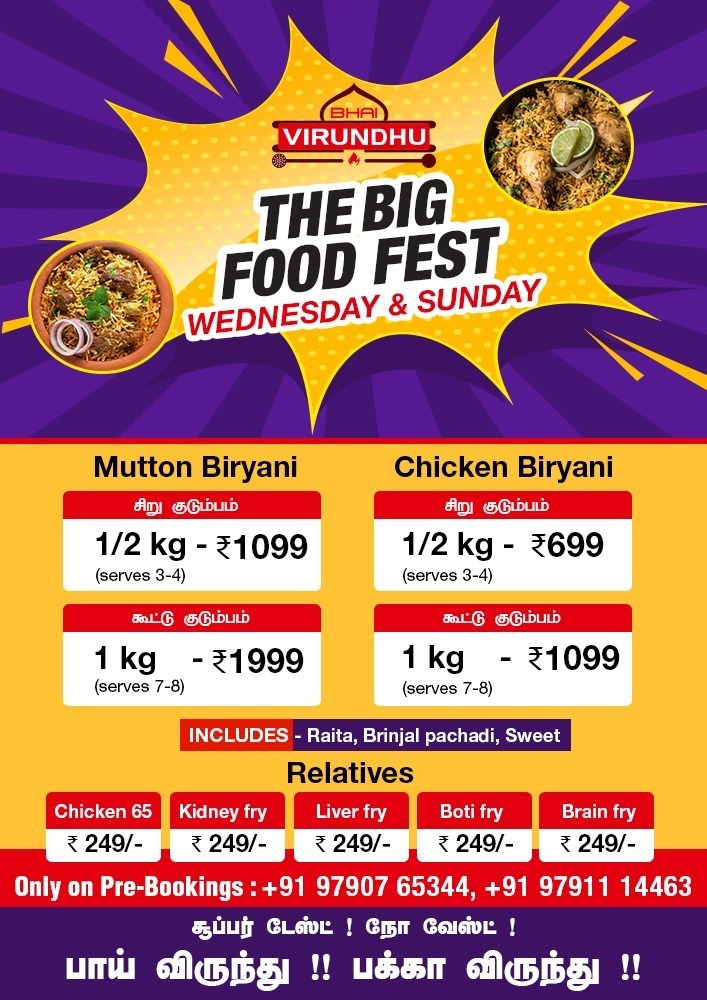 BHAI
VIRUNDHU
THE BIG
FOOD FEST
WEDNESDAY & SUNDAY
Mutton Biryani
சிறு குடும்பம்
1/2 kg - ₹1099
(serves 3-4)
கூட்டு குடும்பம்
1 kg - ₹1999
(serves 7-8)
Chicken Biryani
சிறு குடும்பம்
1/2 kg - ₹699
(serves 3-4)
கூட்டு குடும்பம்
1 kg - ₹1099
(serves 7-8)
INCLUDES - Raita, Brinjal pachadi, Sweet
Relatives
Chicken 65 Kidney fry Liver fry Boti fry Brain fry
₹ 249/- ₹ 249/- ₹ 249/- ₹ 249/- ₹ 249/-
Only on Pre-Bookings : +91 97907 65344, +91 97911 14463
சூப்பர் டேஸ்ட் ! நோ வேஸ்ட் !
பாய் விருந்து !! பக்கா விருந்து !!